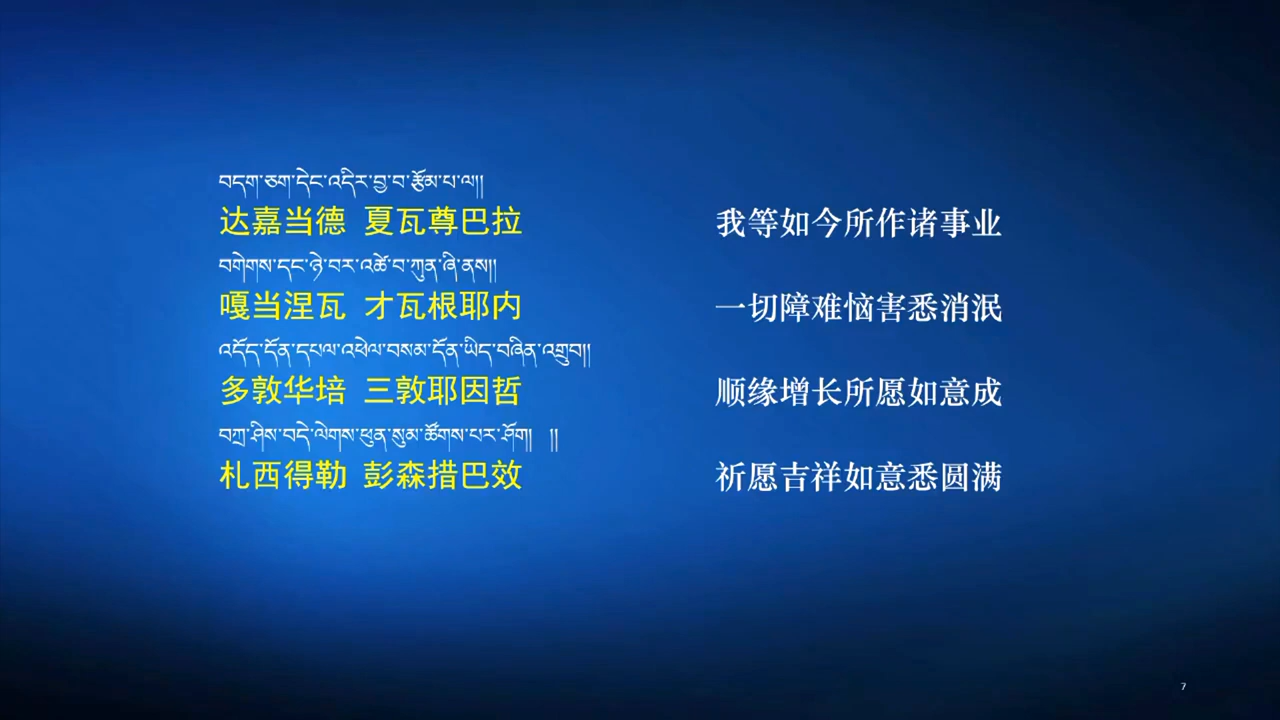 བདག་ཅག་དེང་འདིར་བྱ་བ་རྩོམ་པ་ལ།།
达嘉当德 夏瓦尊巴拉
我等如今所作诸事业
བགེགས་དང་ཉེ་བར་འཚེ་བ་ཀུན་ཞི་ནས།།
嘎当涅瓦 才瓦根耶内
一切障难恼害悉消泯
འདོད་དོན་དཔལ་འཕེལ་བསམ་དོན་ཡིད་བཞིན་འགྲུབ།།
多敦华培 三敦耶因哲
顺缘增长所愿如意成
བཀྲ་ཤིས་བདེ་ལེགས་ཕུན་སུམ་ཚོགས་པར་ཤོག། །།
札西得勒 彭森措巴效
祈愿吉祥如意悉圆满
7